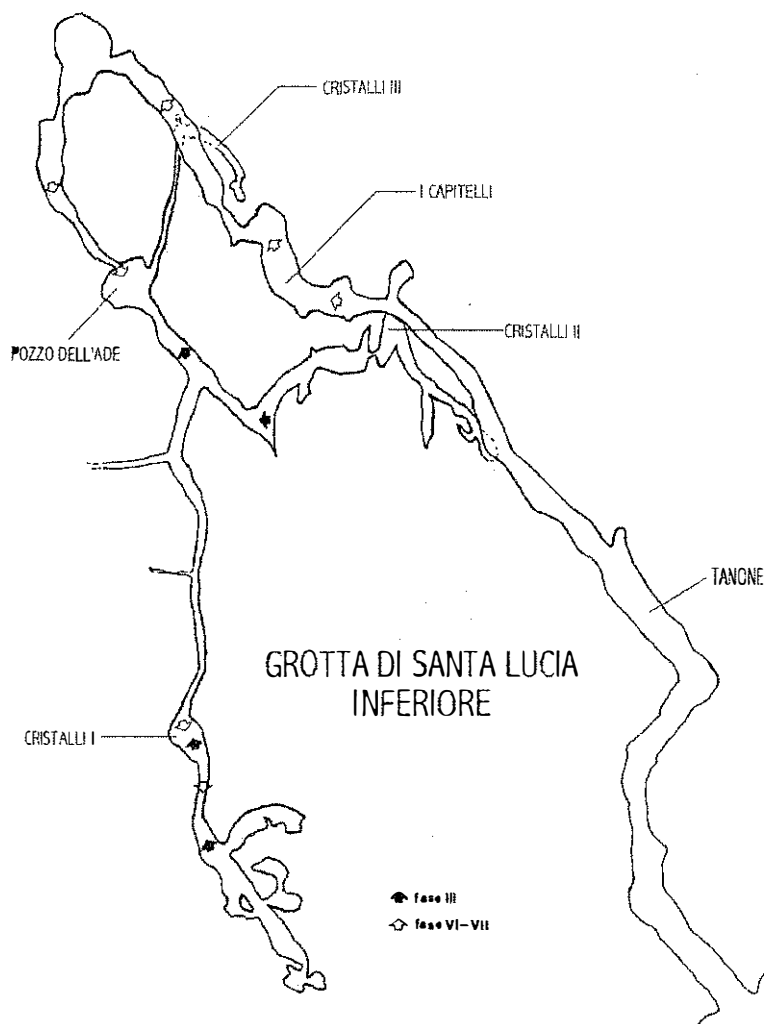 CRISTALLI III
I CAPITELLI
CRISTALLI II
POZZO DELL'ADE
TANONE
GROTTA DI SANTA LUCIA
INFERIORE
CRISTALLI I
fase III
fase VI-VII